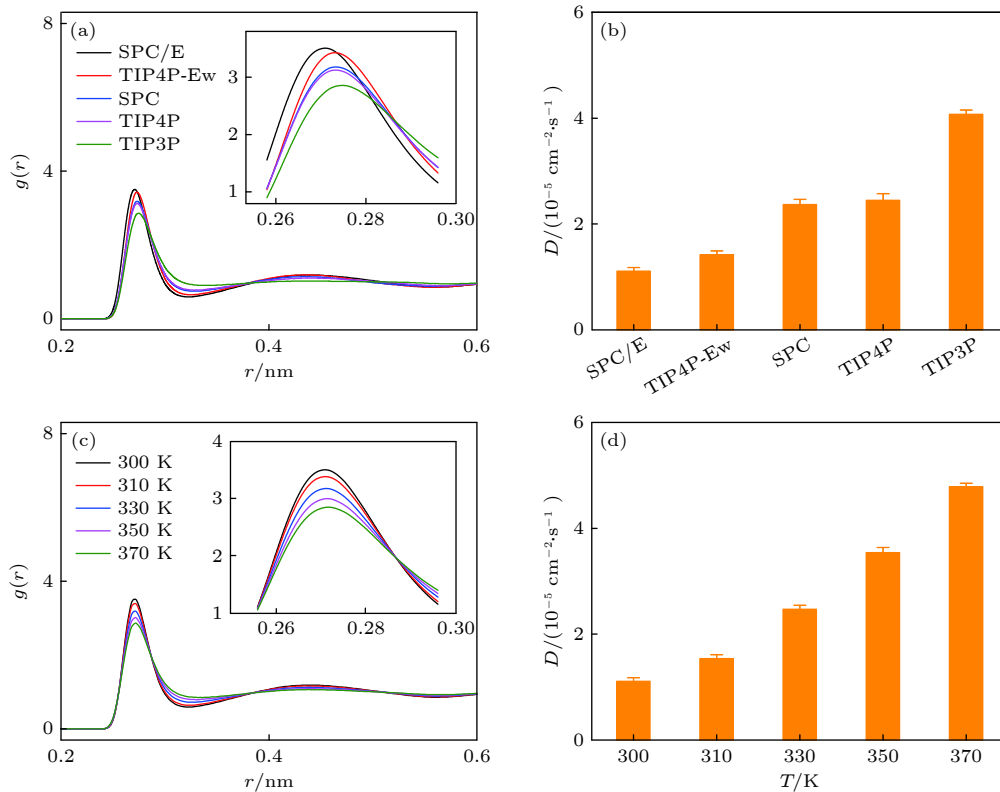 (a)
8
4
0
g(r)
SPC/E
TIP4P-Ew
SPC
TIP4P
TIP3P
3
2
1
0.26 0.28 0.30
0.2 0.4 0.6
r/nm
(b)
6
4
2
0
D/(10⁻⁵ cm⁻²·s⁻¹)
SPC/E TIP4P-Ew SPC TIP4P TIP3P
(c)
8
4
0
g(r)
300 K
310 K
330 K
350 K
370 K
4
3
2
1
0.26 0.28 0.30
0.2 0.4 0.6
r/nm
(d)
6
4
2
0
D/(10⁻⁵ cm⁻²·s⁻¹)
300 310 330 350 370
T/K